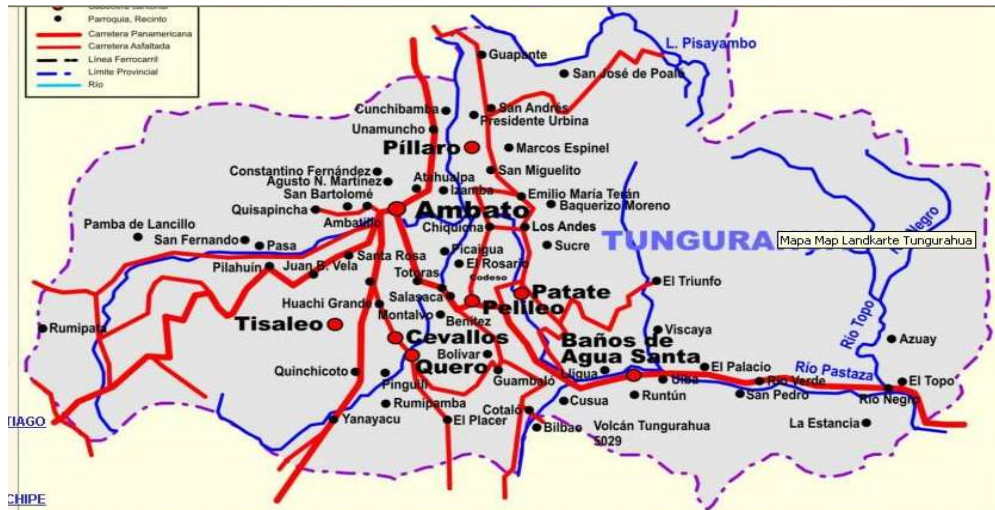 Parroquia, Recinto
Carretera Panamericana
Carretera Asfaltada
Línea Ferrocarril
Límite Provincial
Río
L. Pisayambo
Guapante
San José de Poaló
Cunchibamba
San Andrés
Presidente Urbina
Unamuncho
Píllaro
Marcos Espinel
Constantino Fernández
Atahualpa
San Miguelito
Agusto N. Martínez
Izamba
San Bartolomé
Emilio María Terán
Quisapincha
Ambato
Baquerizo Moreno
Ambatillo
Chiquicha
Los Andes
Pamba de Lancillo
San Fernando
Pasa
Picaigua
Sucre
TUNGURA
Mapa Map Landkarte Tungurahua
Negro
Santa Rosa
El Rosario
Pilahuín
Juan B. Vela
Totoras
Codeso
El Triunfo
Huachi Grande
Salasaca
Patate
Pelileo
Montalvo
Benítez
Tisaleo
Rumipata
Cevallos
Viscaya
Río Topo
Azuay
Baños de
Agua Santa
Bolívar
Quero
Quinchicoto
Pinguili
Guambaló
Lligua
Ulba
El Palacio
Río Pastaza
Río Verde
El Topo
Río Negro
Rumipamba
Cotaló
Cusua
Runtún
San Pedro
Yanayacu
El Placer
Bilbao
Volcán Tungurahua
5029
La Estancia
TIAGO
CHIPE